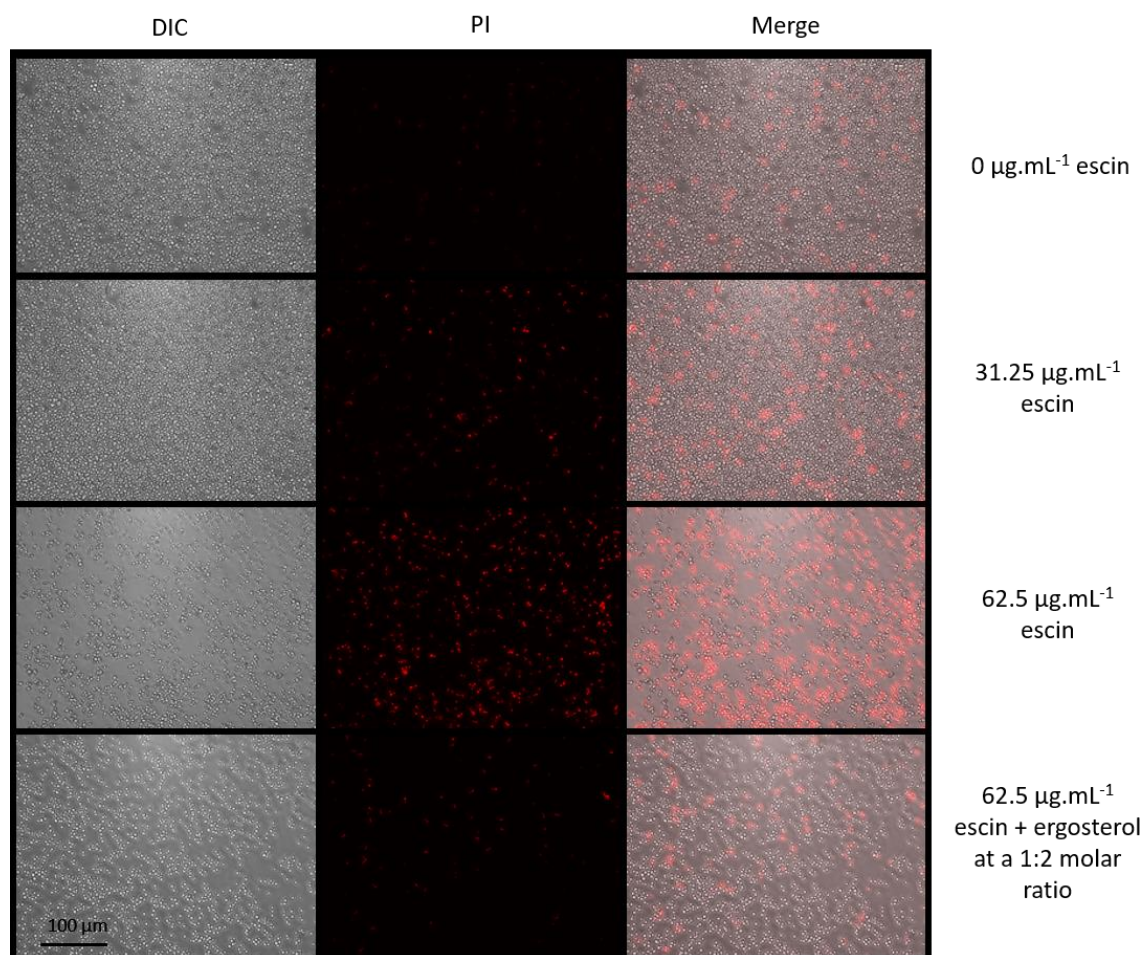 DIC
PI
Merge
0 µg.mL⁻¹ escin
31.25 µg.mL⁻¹
escin
62.5 µg.mL⁻¹
escin
62.5 µg.mL⁻¹
escin + ergosterol
at a 1:2 molar
ratio
100 µm